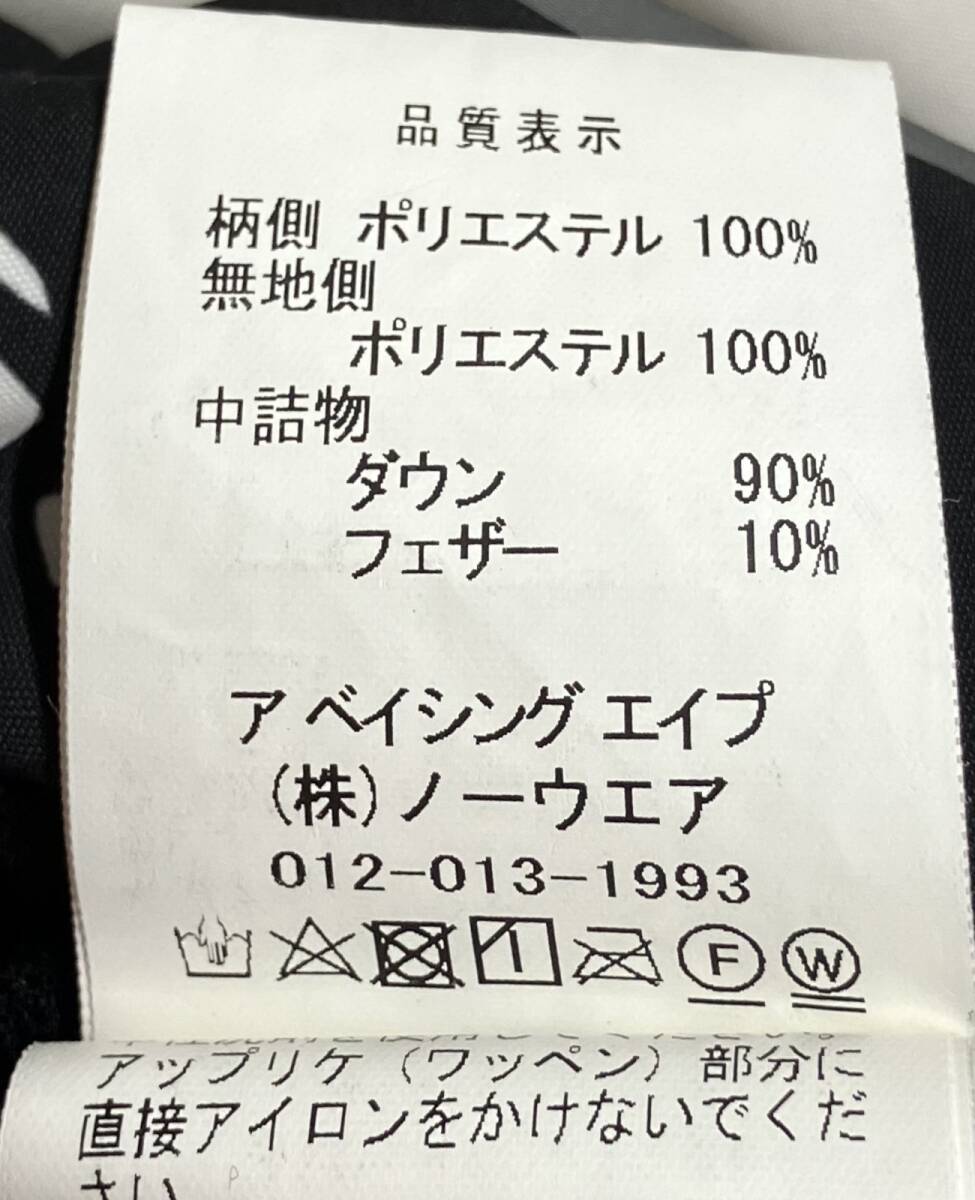 品質表示
柄側 ポリエステル 100%
無地側
ポリエステル 100%
中詰物
ダウン 90%
フェザー 10%
ア ベイシング エイプ
(株)ノーウエア
012-013-1993
F W
アップリケ(ワッペン)部分に
直接アイロンをかけないでくだ
さい